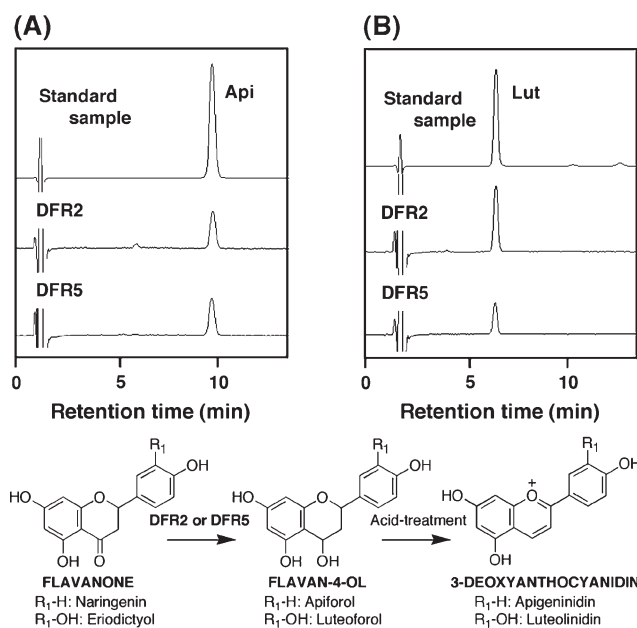 (A)
(B)
Standard sample
Api
DFR2
DFR5
0 5 10
Retention time (min)
Standard sample
Lut
DFR2
DFR5
0 5 10
Retention time (min)
R1
OH
HO
O
OH
O
DFR2 or DFR5
R1
OH
HO
O
OH
OH
Acid-treatment
R1
OH
HO
+
O
OH
FLAVANONE
R1-H: Naringenin
R1-OH: Eriodictyol
FLAVAN-4-OL
R1-H: Apiforol
R1-OH: Luteoforol
3-DEOXYANTHOCYANIDIN
R1-H: Apigeninidin
R1-OH: Luteolinidin